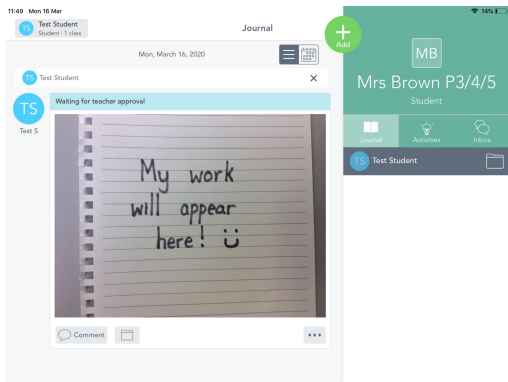 11:49 Mon 16 Mar
14%
TS
Test Student
Student - 1 class
Journal
Add
Mon, March 16, 2020
TS Test Student
TS
Test S
Waiting for teacher approval
My work
will appear
here!
Comment
MB
Mrs Brown P3/4/5
Student
Journal
Activities
Inbox
TS Test Student